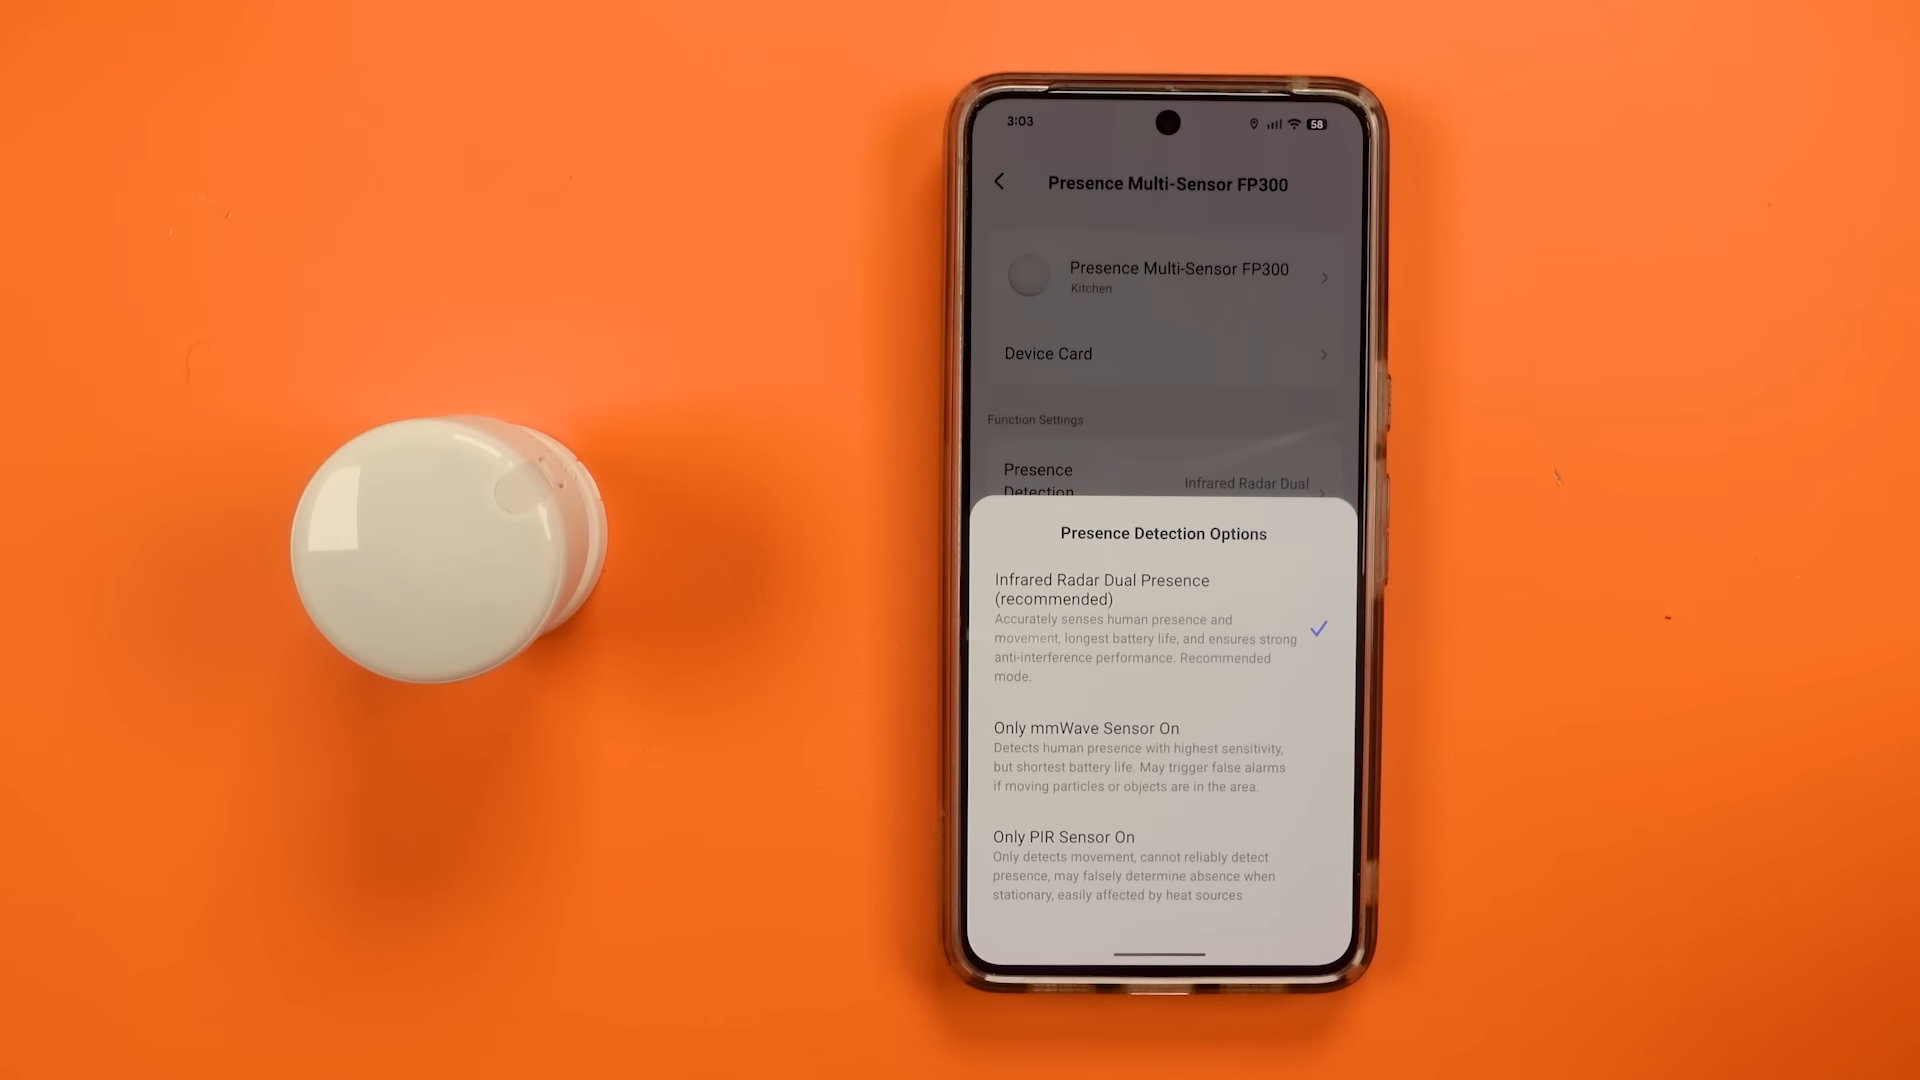 3:03
58
Presence Multi-Sensor FP300
Presence Multi-Sensor FP300
Kitchen
Device Card
Function Settings
Presence
Detection
Infrared Radar Dual
Presence Detection Options
Infrared Radar Dual Presence
(recommended)
Accurately senses human presence and
movement, longest battery life, and ensures strong
anti-interference performance. Recommended
mode.
Only mmWave Sensor On
Detects human presence with highest sensitivity,
but shortest battery life. May trigger false alarms
if moving particles or objects are in the area.
Only PIR Sensor On
Only detects movement, cannot reliably detect
presence, may falsely determine absence when
stationary, easily affected by heat sources